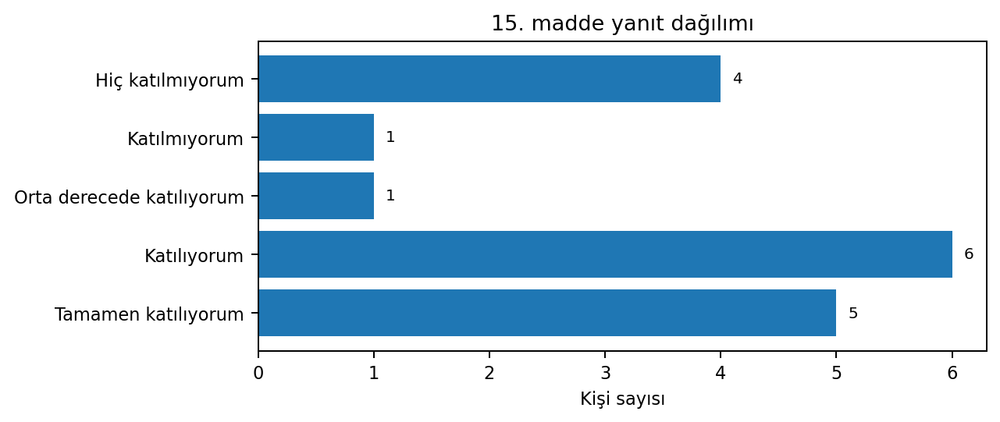 15. madde yanıt dağılımı
Hiç katılmıyorum 4
Katılmıyorum 1
Orta derecede katılıyorum 1
Katılıyorum 6
Tamamen katılıyorum 5
0 1 2 3 4 5 6
Kişi sayısı